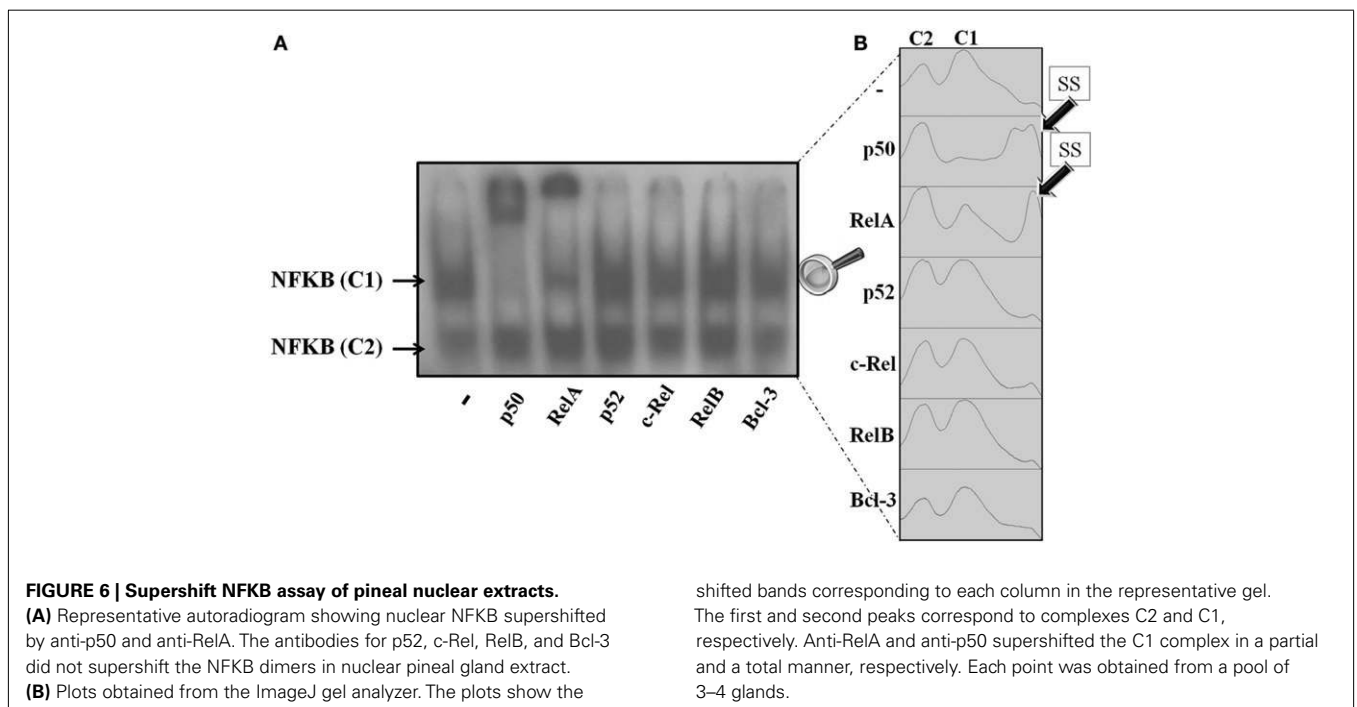 A
B
C2 C1
-
SS
p50
SS
RelA
NFKB (C1)
p52
NFKB (C2)
c-Rel
RelB
Bcl-3
- p50 RelA p52 c-Rel RelB Bcl-3
FIGURE 6 | Supershift NFKB assay of pineal nuclear extracts.
(A) Representative autoradiogram showing nuclear NFKB supershifted
by anti-p50 and anti-RelA. The antibodies for p52, c-Rel, RelB, and Bcl-3
did not supershift the NFKB dimers in nuclear pineal gland extract.
(B) Plots obtained from the ImageJ gel analyzer. The plots show the
shifted bands corresponding to each column in the representative gel.
The first and second peaks correspond to complexes C2 and C1,
respectively. Anti-RelA and anti-p50 supershifted the C1 complex in a partial
and a total manner, respectively. Each point was obtained from a pool of
3–4 glands.